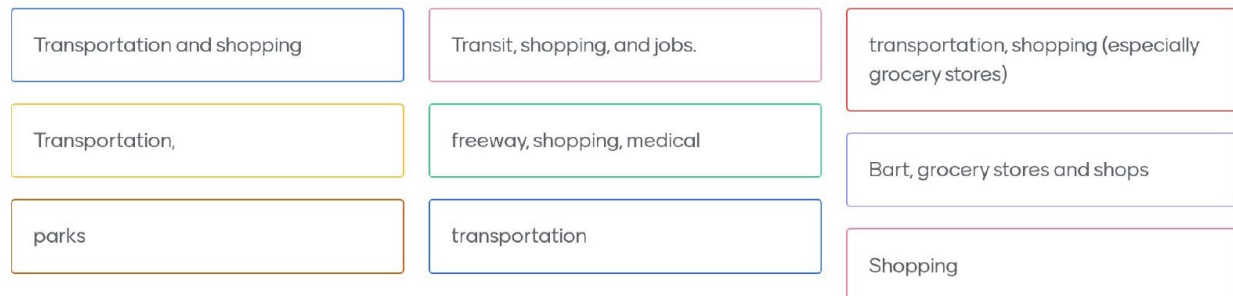 Transportation and shopping
Transportation,
parks
Transit, shopping, and jobs.
freeway, shopping, medical
transportation
transportation, shopping (especially
grocery stores)
Bart, grocery stores and shops
Shopping